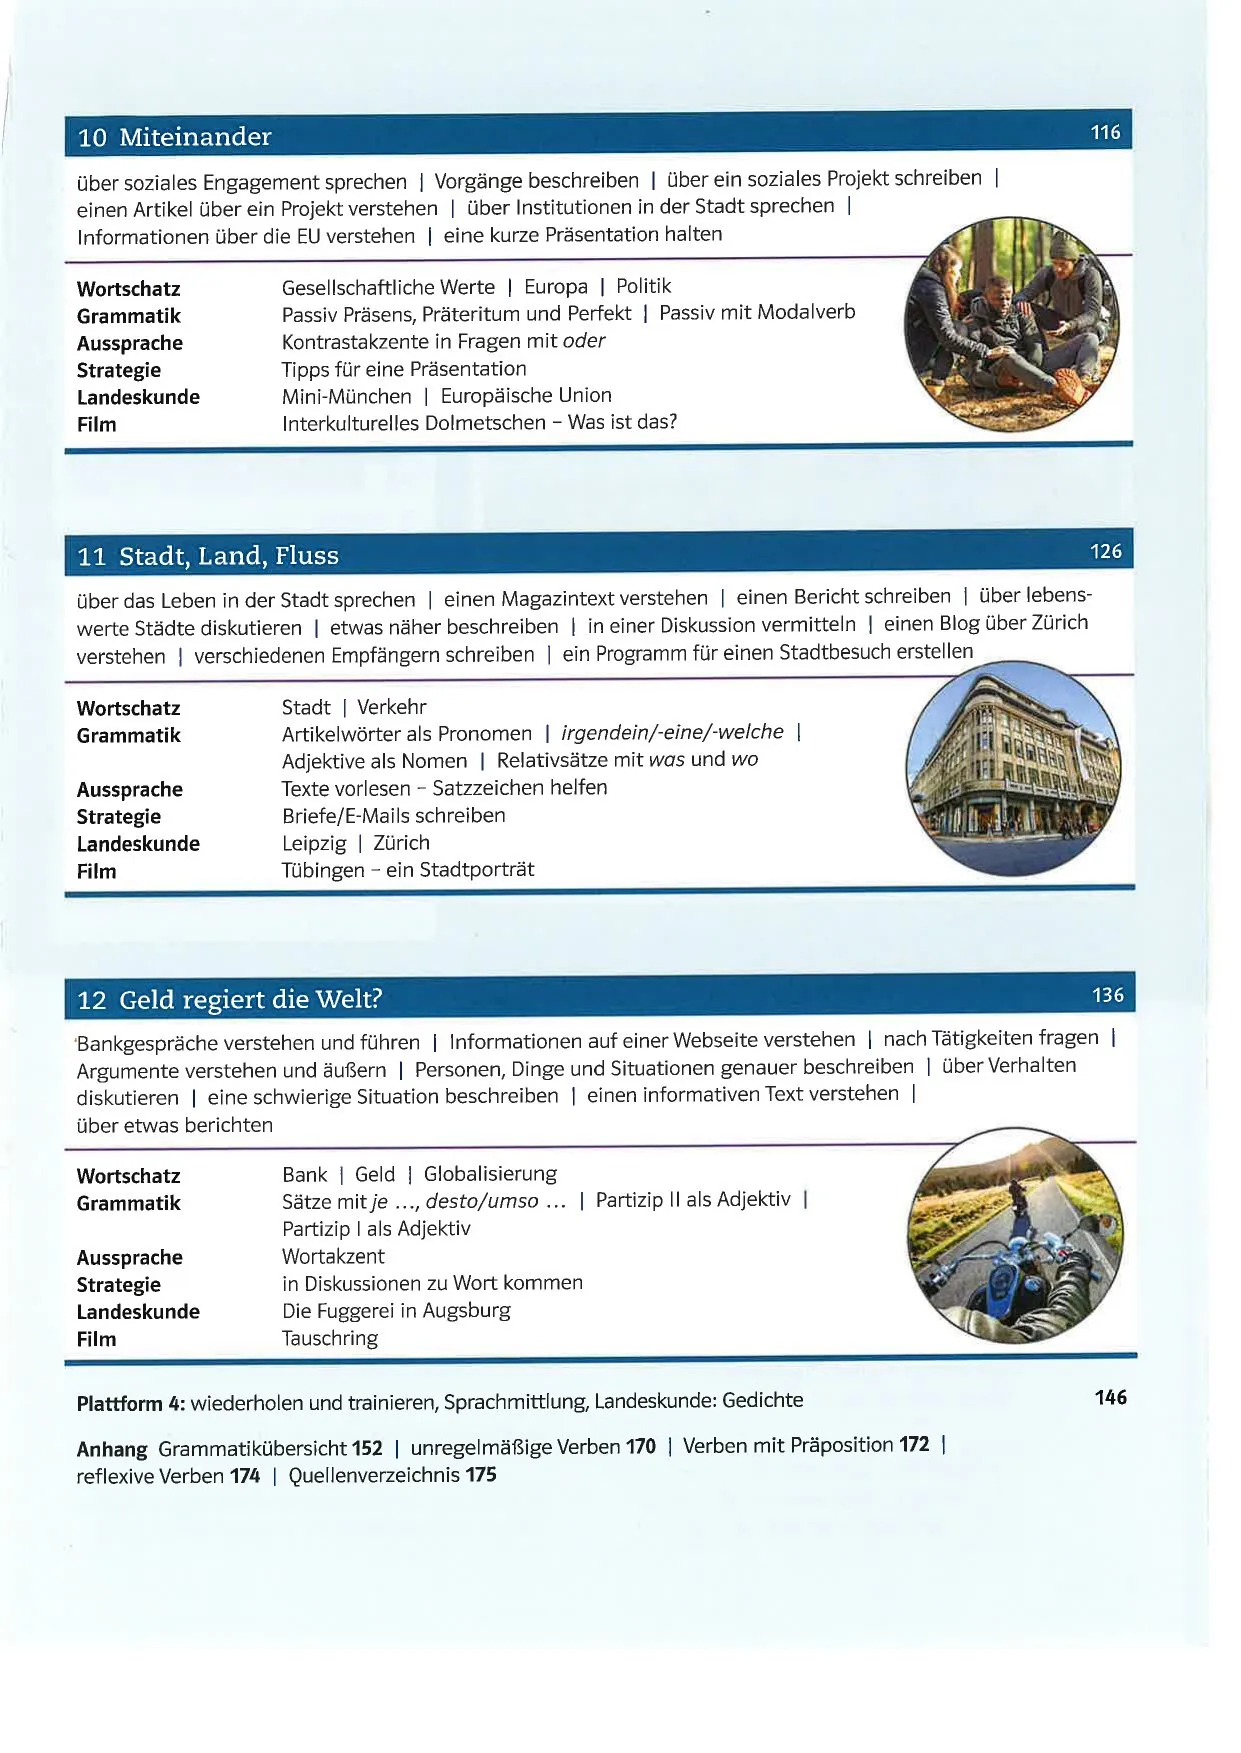 10 Miteinander 116
über soziales Engagement sprechen | Vorgänge beschreiben | über ein soziales Projekt schreiben |
einen Artikel über ein Projekt verstehen | über Institutionen in der Stadt sprechen |
Informationen über die EU verstehen | eine kurze Präsentation halten
Wortschatz Gesellschaftliche Werte | Europa | Politik
Grammatik Passiv Präsens, Präteritum und Perfekt | Passiv mit Modalverb
Aussprache Kontrastakzente in Fragen mit oder
Strategie Tipps für eine Präsentation
Landeskunde Mini-München | Europäische Union
Film Interkulturelles Dolmetschen – Was ist das?
11 Stadt, Land, Fluss 126
über das Leben in der Stadt sprechen | einen Magazintext verstehen | einen Bericht schreiben | über lebens-
werte Städte diskutieren | etwas näher beschreiben | in einer Diskussion vermitteln | einen Blog über Zürich
verstehen | verschiedenen Empfängern schreiben | ein Programm für einen Stadtbesuch erstellen
Wortschatz Stadt | Verkehr
Grammatik Artikelwörter als Pronomen | irgendein/-eine/-welche |
Adjektive als Nomen | Relativsätze mit was und wo
Aussprache Texte vorlesen – Satzzeichen helfen
Strategie Briefe/E-Mails schreiben
Landeskunde Leipzig | Zürich
Film Tübingen – ein Stadtporträt
12 Geld regiert die Welt? 136
Bankgespräche verstehen und führen | Informationen auf einer Webseite verstehen | nach Tätigkeiten fragen |
Argumente verstehen und äußern | Personen, Dinge und Situationen genauer beschreiben | über Verhalten
diskutieren | eine schwierige Situation beschreiben | einen informativen Text verstehen |
über etwas berichten
Wortschatz Bank | Geld | Globalisierung
Grammatik Sätze mit je ..., desto/umso ... | Partizip II als Adjektiv |
Partizip I als Adjektiv
Aussprache Wortakzent
Strategie in Diskussionen zu Wort kommen
Landeskunde Die Fuggerei in Augsburg
Film Tauschring
Plattform 4: wiederholen und trainieren, Sprachmittlung, Landeskunde: Gedichte 146
Anhang Grammatikübersicht 152 | unregelmäßige Verben 170 | Verben mit Präposition 172 |
reflexive Verben 174 | Quellenverzeichnis 175